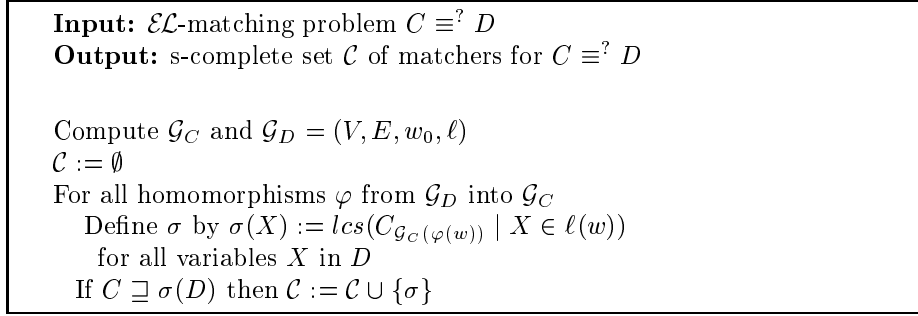 Input: 𝓔𝓛-matching problem C ≡? D
Output: s-complete set 𝒞 of matchers for C ≡? D
Compute 𝒢_C and 𝒢_D = (V, E, w_0, ℓ)
𝒞 := ∅
For all homomorphisms φ from 𝒢_D into 𝒢_C
Define σ by σ(X) := lcs(C_{𝒢_C(φ(w))} | X ∈ ℓ(w))
for all variables X in D
If C ⊒ σ(D) then 𝒞 := 𝒞 ∪ {σ}